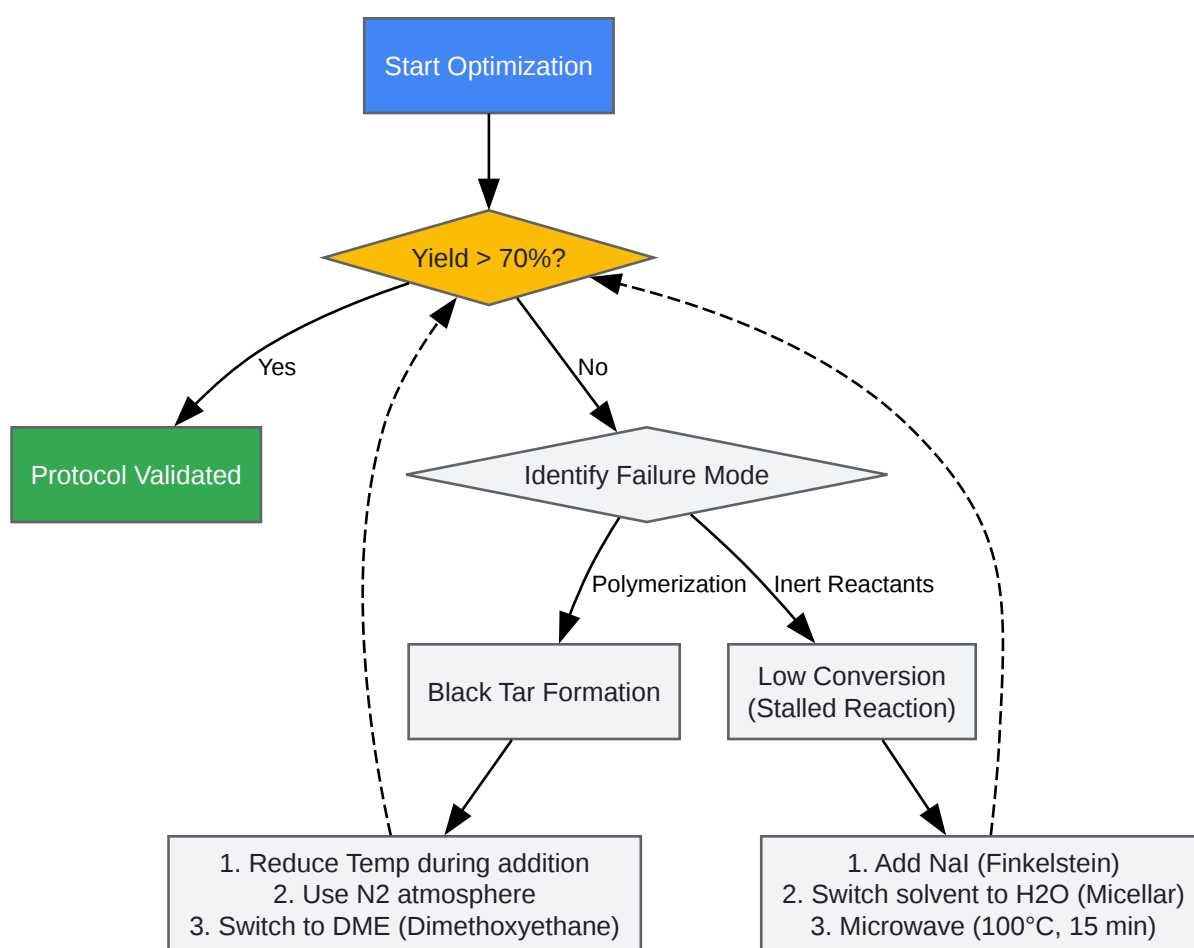 Start Optimization
Yield > 70%?
Yes
No
Protocol Validated
Identify Failure Mode
Polymerization
Inert Reactants
Black Tar Formation
Low Conversion
(Stalled Reaction)
1. Reduce Temp during addition
2. Use N2 atmosphere
3. Switch to DME (Dimethoxyethane)
1. Add NaI (Finkelstein)
2. Switch solvent to H2O (Micellar)
3. Microwave (100°C, 15 min)